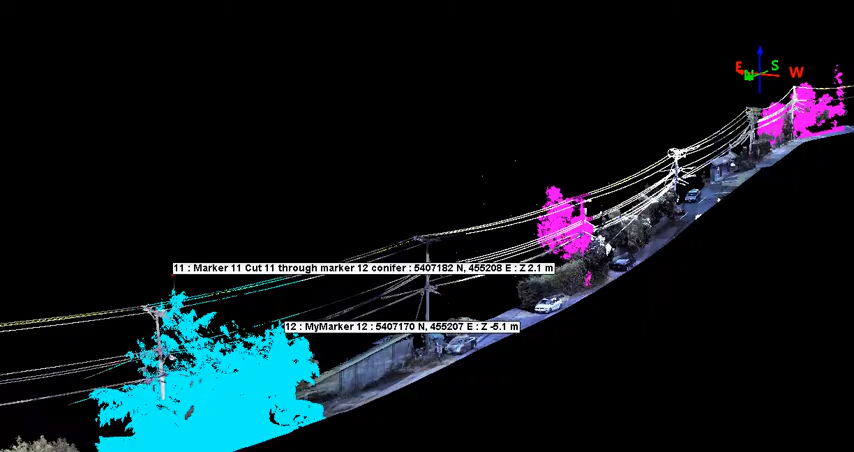 E N S W
11 : Marker 11 Cut 11 through marker 12 conifer : 5407182 N, 455208 E : Z 2.1 m
12 : MyMarker 12 : 5407170 N, 455207 E : Z -5.1 m